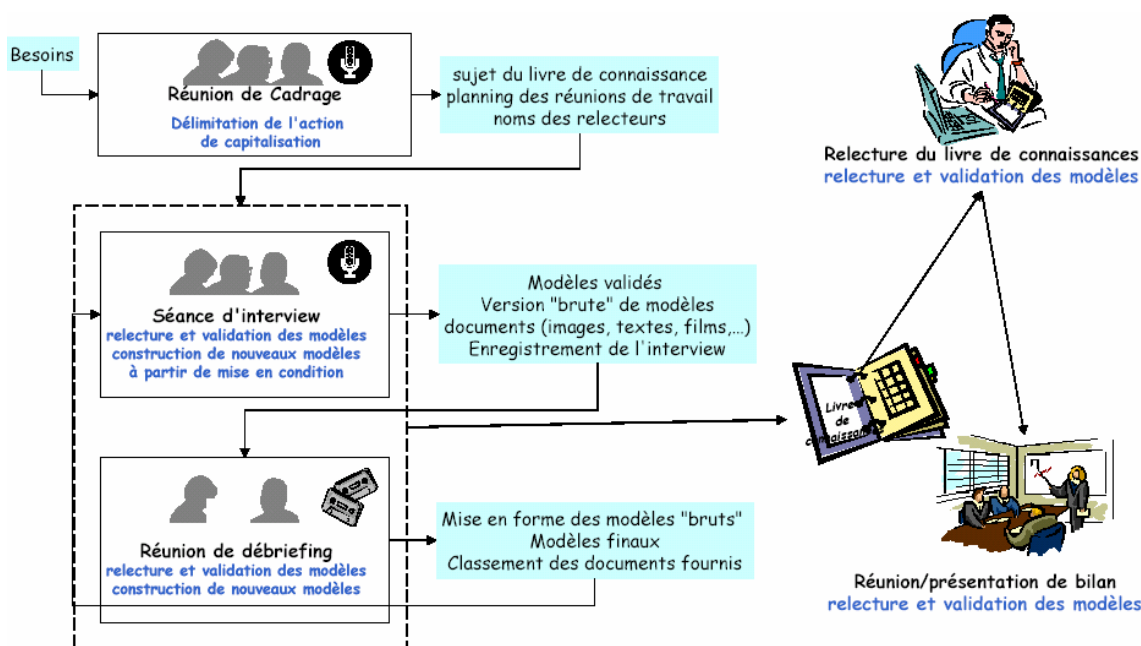 Besoins
Réunion de Cadrage
Délimitation de l'action
de capitalisation
sujet du livre de connaissance
planning des réunions de travail
noms des relecteurs
Relecture du livre de connaissances
relecture et validation des modèles
Séance d'interview
relecture et validation des modèles
construction de nouveaux modèles
à partir de mise en condition
Modèles validés
Version "brute" de modèles
documents (images, textes, films,...)
Enregistrement de l'interview
Livre
de
connaissances
Réunion de débriefing
relecture et validation des modèles
construction de nouveaux modèles
Mise en forme des modèles "bruts"
Modèles finaux
Classement des documents fournis
Réunion/présentation de bilan
relecture et validation des modèles